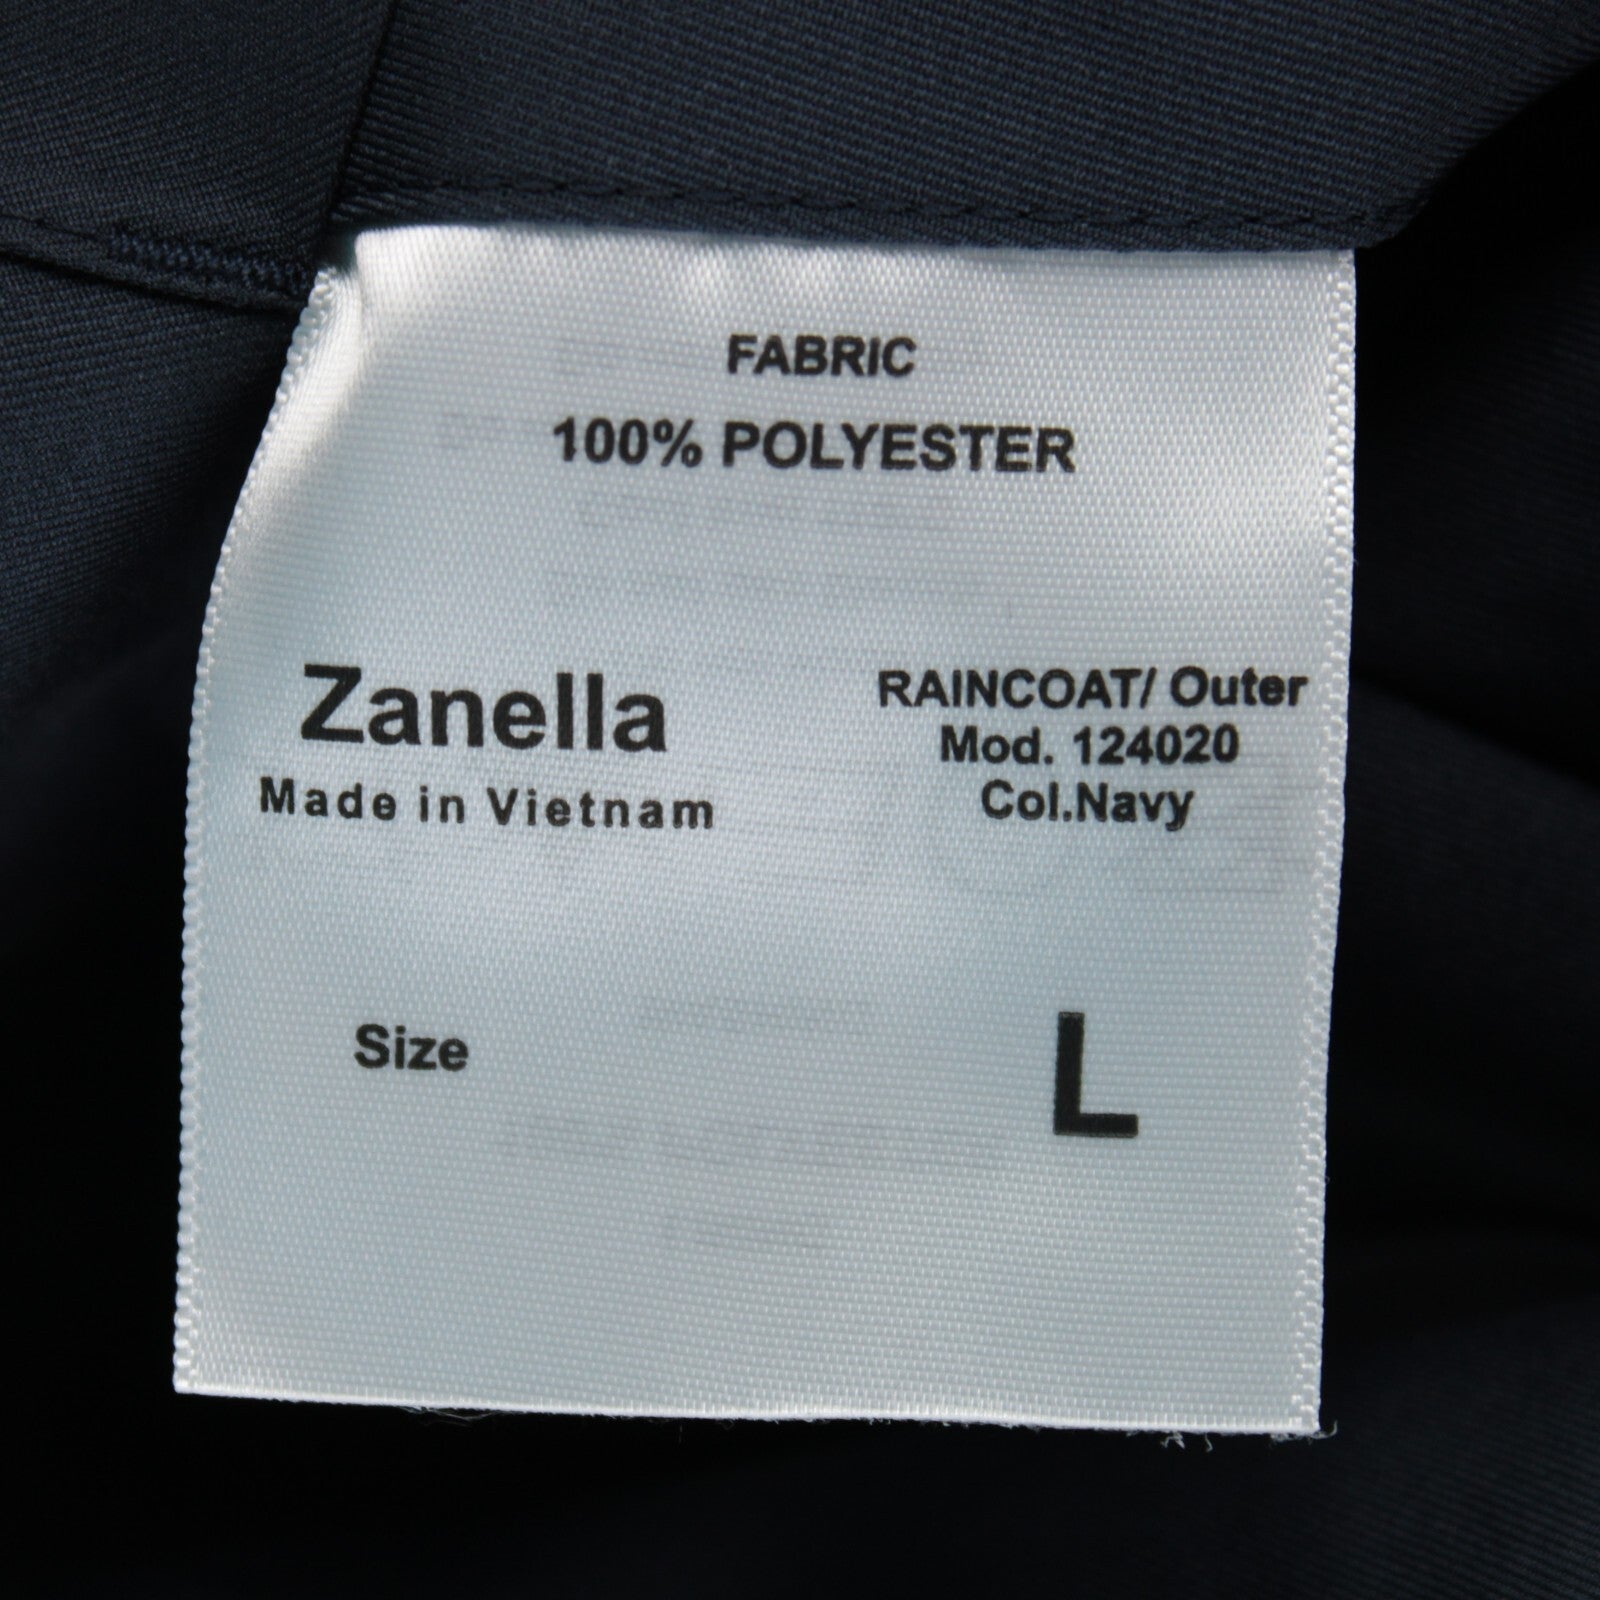 FABRIC
100% POLYESTER
Zanella
Made in Vietnam
RAINCOAT/ Outer
Mod. 124020
Col.Navy
Size L